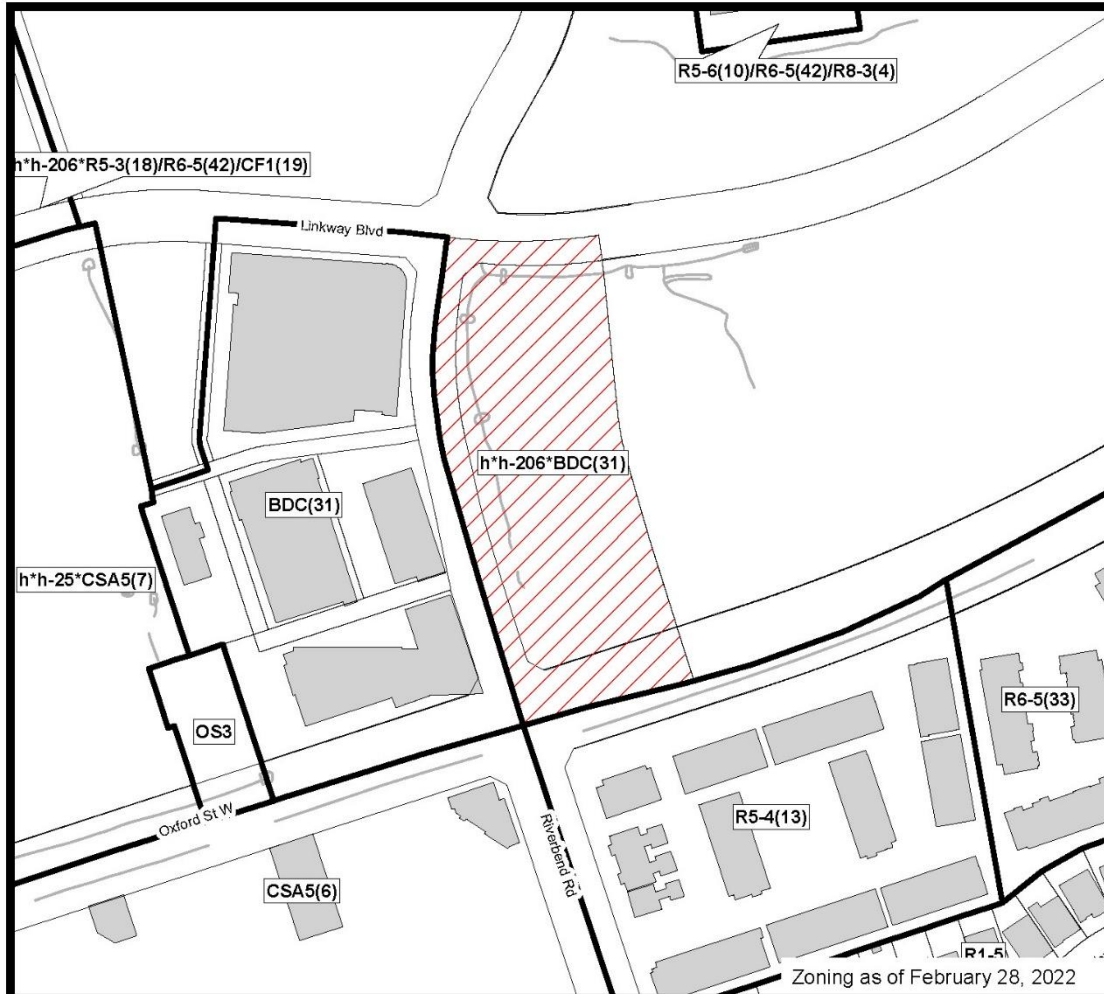 R5-6(10)/R6-5(42)/R8-3(4)
h*h-206*R5-3(18)/R6-5(42)/CF1(19)
Linkway Blvd
h*h-206*BDC(31)
BDC(31)
h*h-25*CSA5(7)
R6-5(33)
OS3
R5-4(13)
Oxford St W
Riverbend Rd
CSA5(6)
R1-5
Zoning as of February 28, 2022